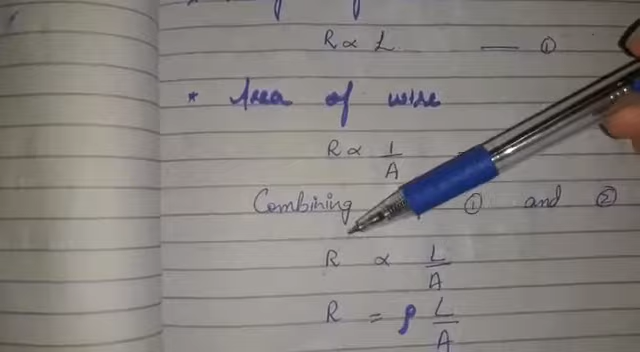 R ∝ L — ①
* Area of wire
R ∝ 1/A
Combining ① and ②
R ∝ L/A
R = ρ L/A